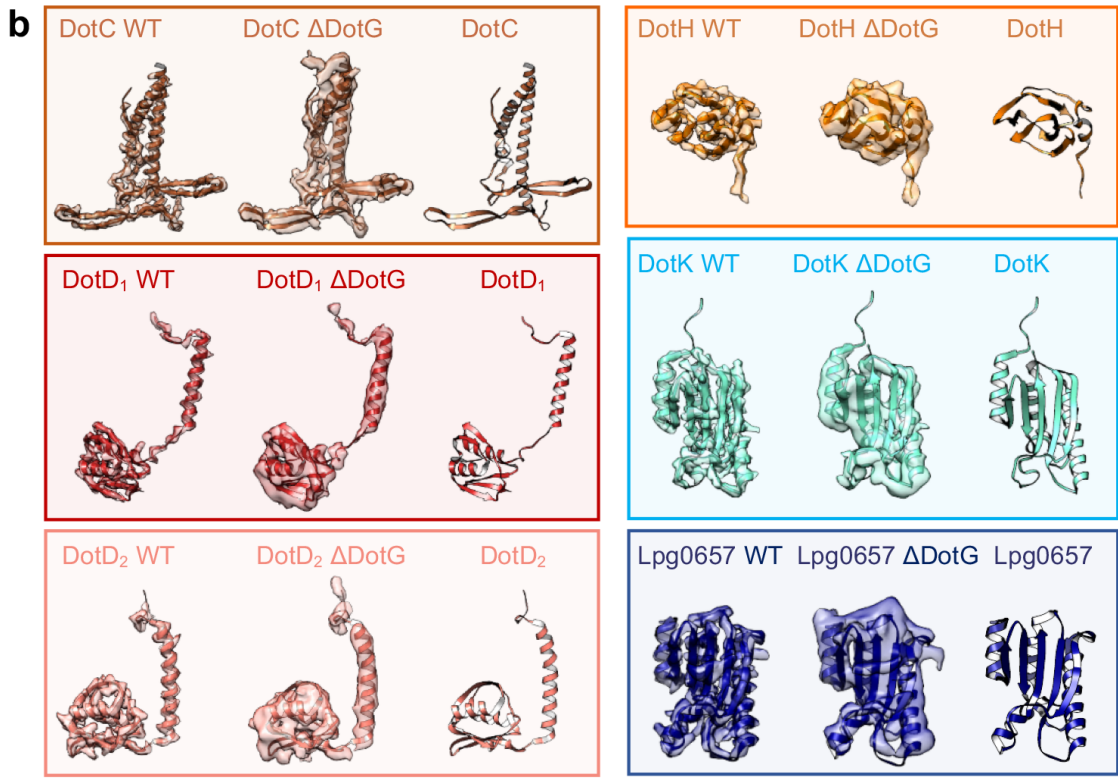 b
DotC WT DotC ΔDotG DotC
DotH WT DotH ΔDotG DotH
DotD₁ WT DotD₁ ΔDotG DotD₁
DotK WT DotK ΔDotG DotK
DotD₂ WT DotD₂ ΔDotG DotD₂
Lpg0657 WT Lpg0657 ΔDotG Lpg0657